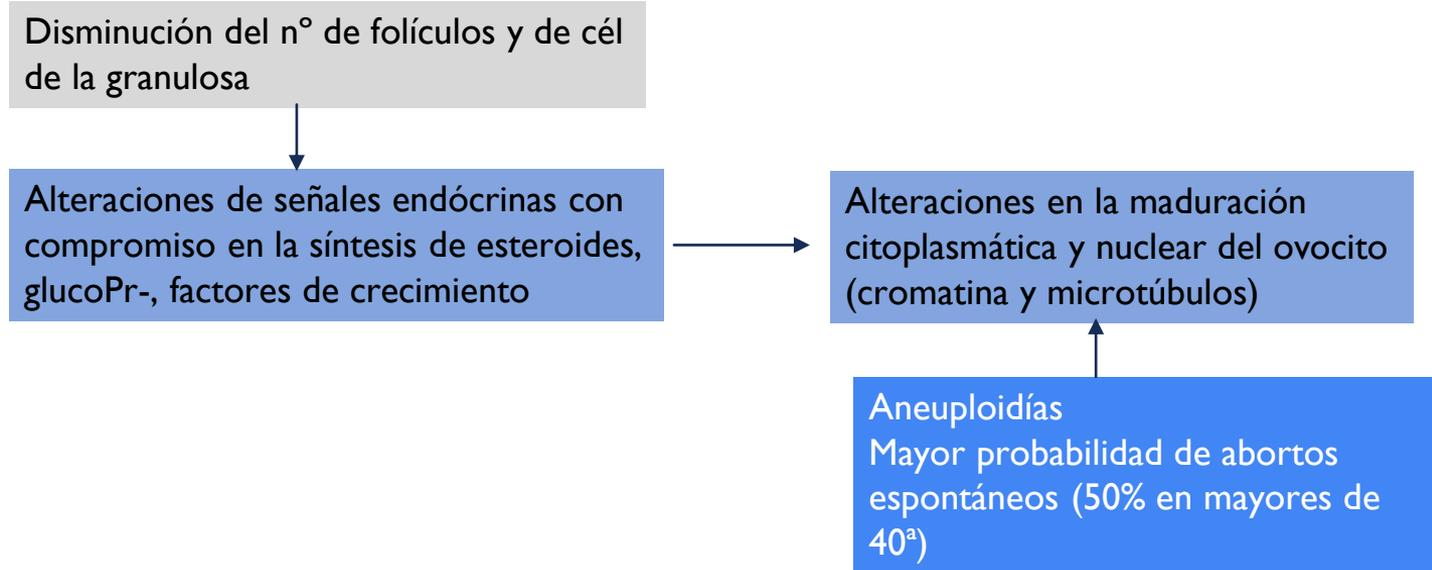 Disminución del nº de folículos y de cél
de la granulosa
Alteraciones de señales endócrinas con
compromiso en la síntesis de esteroides,
glucoPr-, factores de crecimiento
Alteraciones en la maduración
citoplasmática y nuclear del ovocito
(cromatina y microtúbulos)
Aneuploidías
Mayor probabilidad de abortos
espontáneos (50% en mayores de
40ª)